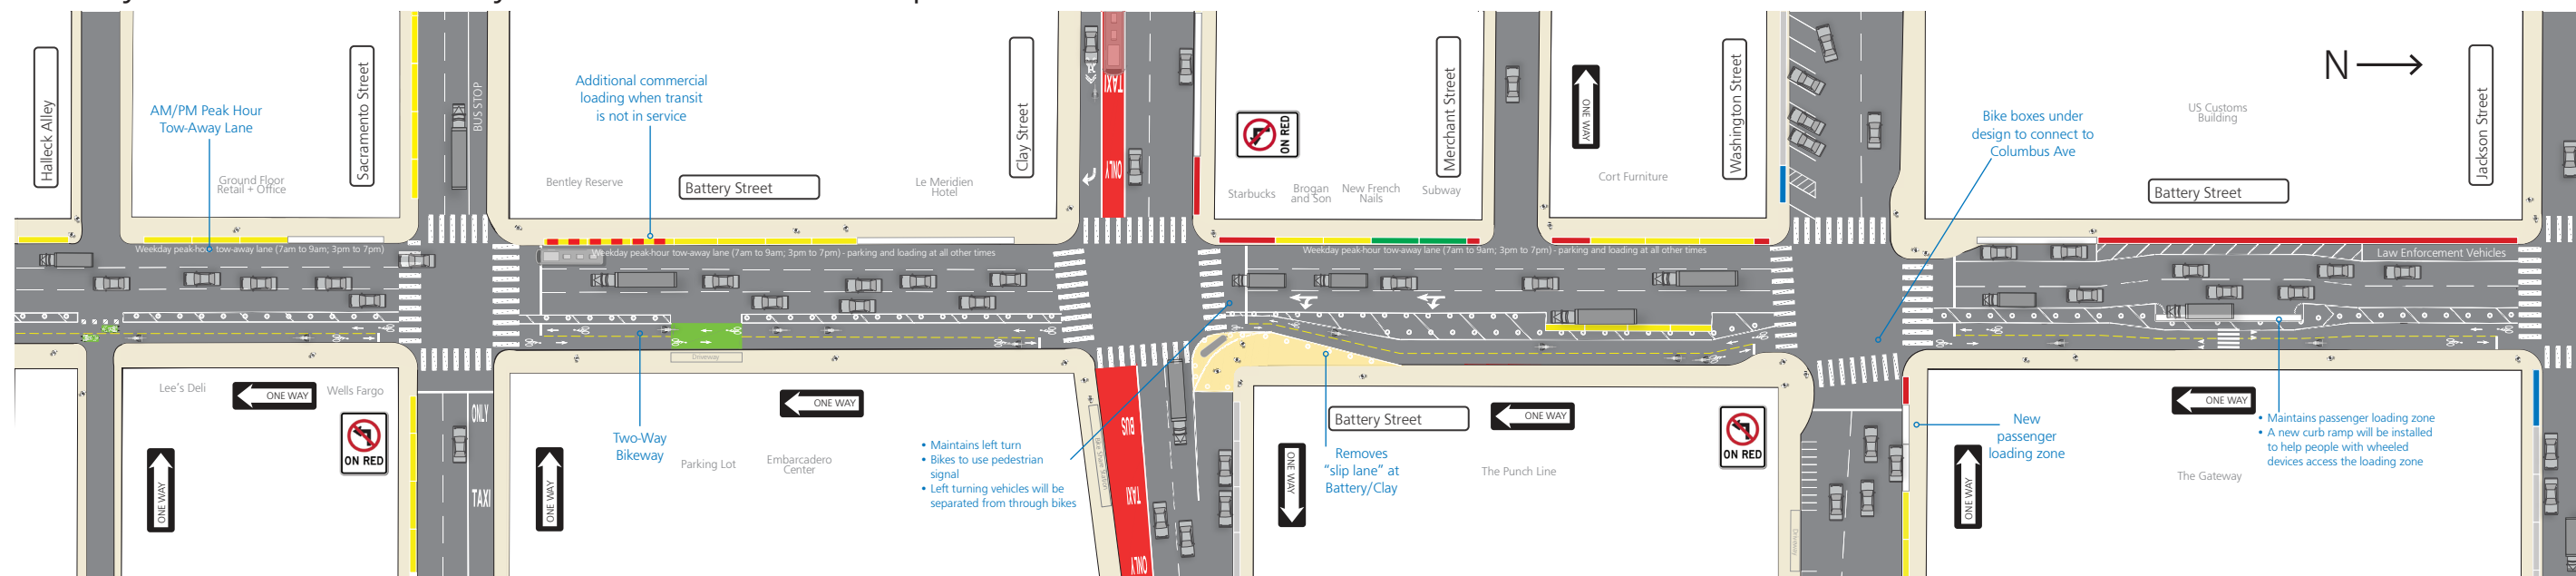 Halleck Alley
AM/PM Peak Hour
Tow-Away Lane
Ground Floor
Retail + Office
Sacramento Street
BUS STOP
Additional commercial
loading when transit
is not in service
Bentley Reserve
Battery Street
Le Meridien
Hotel
Clay Street
TAXI
ONLY
ON RED
Starbucks
Brogan
and Son
New French
Nails
Subway
Merchant Street
ONE WAY
Cort Furniture
Washington Street
Bike boxes under
design to connect to
Columbus Ave
US Customs
Building
Battery Street
N
Jackson Street
Weekday peak-hour tow-away lane (7am to 9am; 3pm to 7pm)
Weekday peak-hour tow-away lane (7am to 9am; 3pm to 7pm) - parking and loading at all other times
Weekday peak-hour tow-away lane (7am to 9am; 3pm to 7pm) - parking and loading at all other times
Law Enforcement Vehicles
Driveway
Lee's Deli
ONE WAY
Wells Fargo
ON RED
ONE WAY
ONLY
TAXI
ONE WAY
Two-Way
Bikeway
Parking Lot
Embarcadero
Center
ONE WAY
• Maintains left turn
• Bikes to use pedestrian
signal
• Left turning vehicles will be
separated from through bikes
Bike Share Station
BUS
TAXI
ONLY
ONE WAY
Battery Street
Removes
“slip lane” at
Battery/Clay
ONE WAY
The Punch Line
ON RED
Driveway
ONE WAY
New
passenger
loading zone
ONE WAY
The Gateway
• Maintains passenger loading zone
• A new curb ramp will be installed
to help people with wheeled
devices access the loading zone